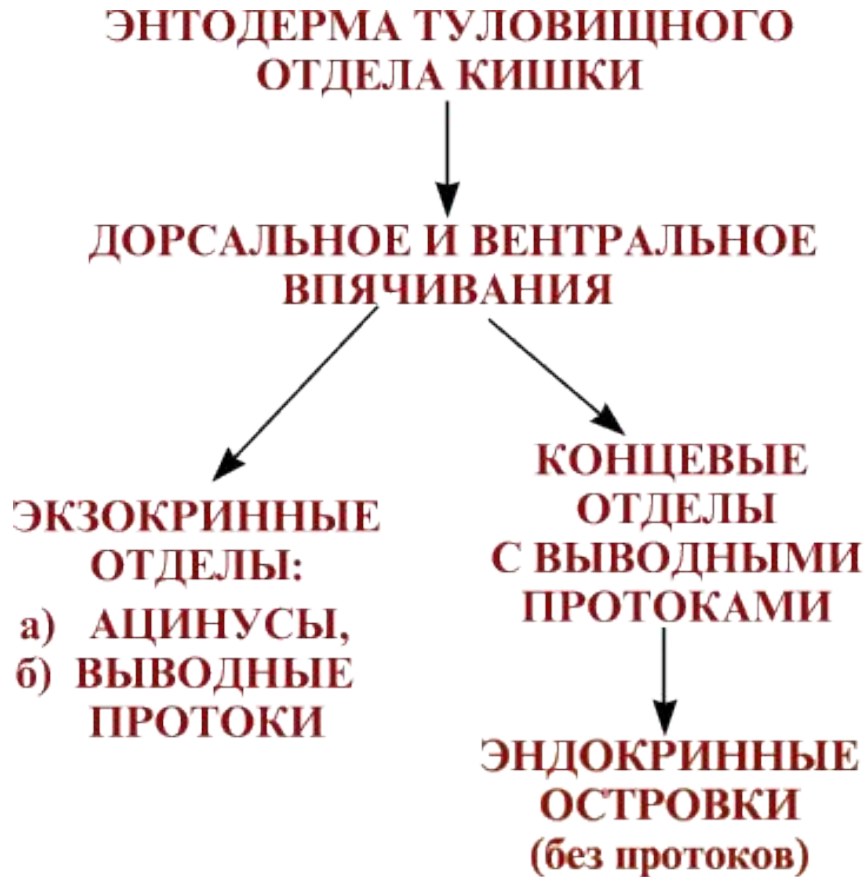 ЭНТОДЕРМА ТУЛОВИЩНОГО
ОТДЕЛА КИШКИ
ДОРСАЛЬНОЕ И ВЕНТРАЛЬНОЕ
ВПЯЧИВАНИЯ
ЭКЗОКРИННЫЕ
ОТДЕЛЫ:
а) АЦИНУСЫ,
б) ВЫВОДНЫЕ
ПРОТОКИ
КОНЦЕВЫЕ
ОТДЕЛЫ
С ВЫВОДНЫМИ
ПРОТОКАМИ
ЭНДОКРИННЫЕ
ОСТРОВКИ
(без протоков)